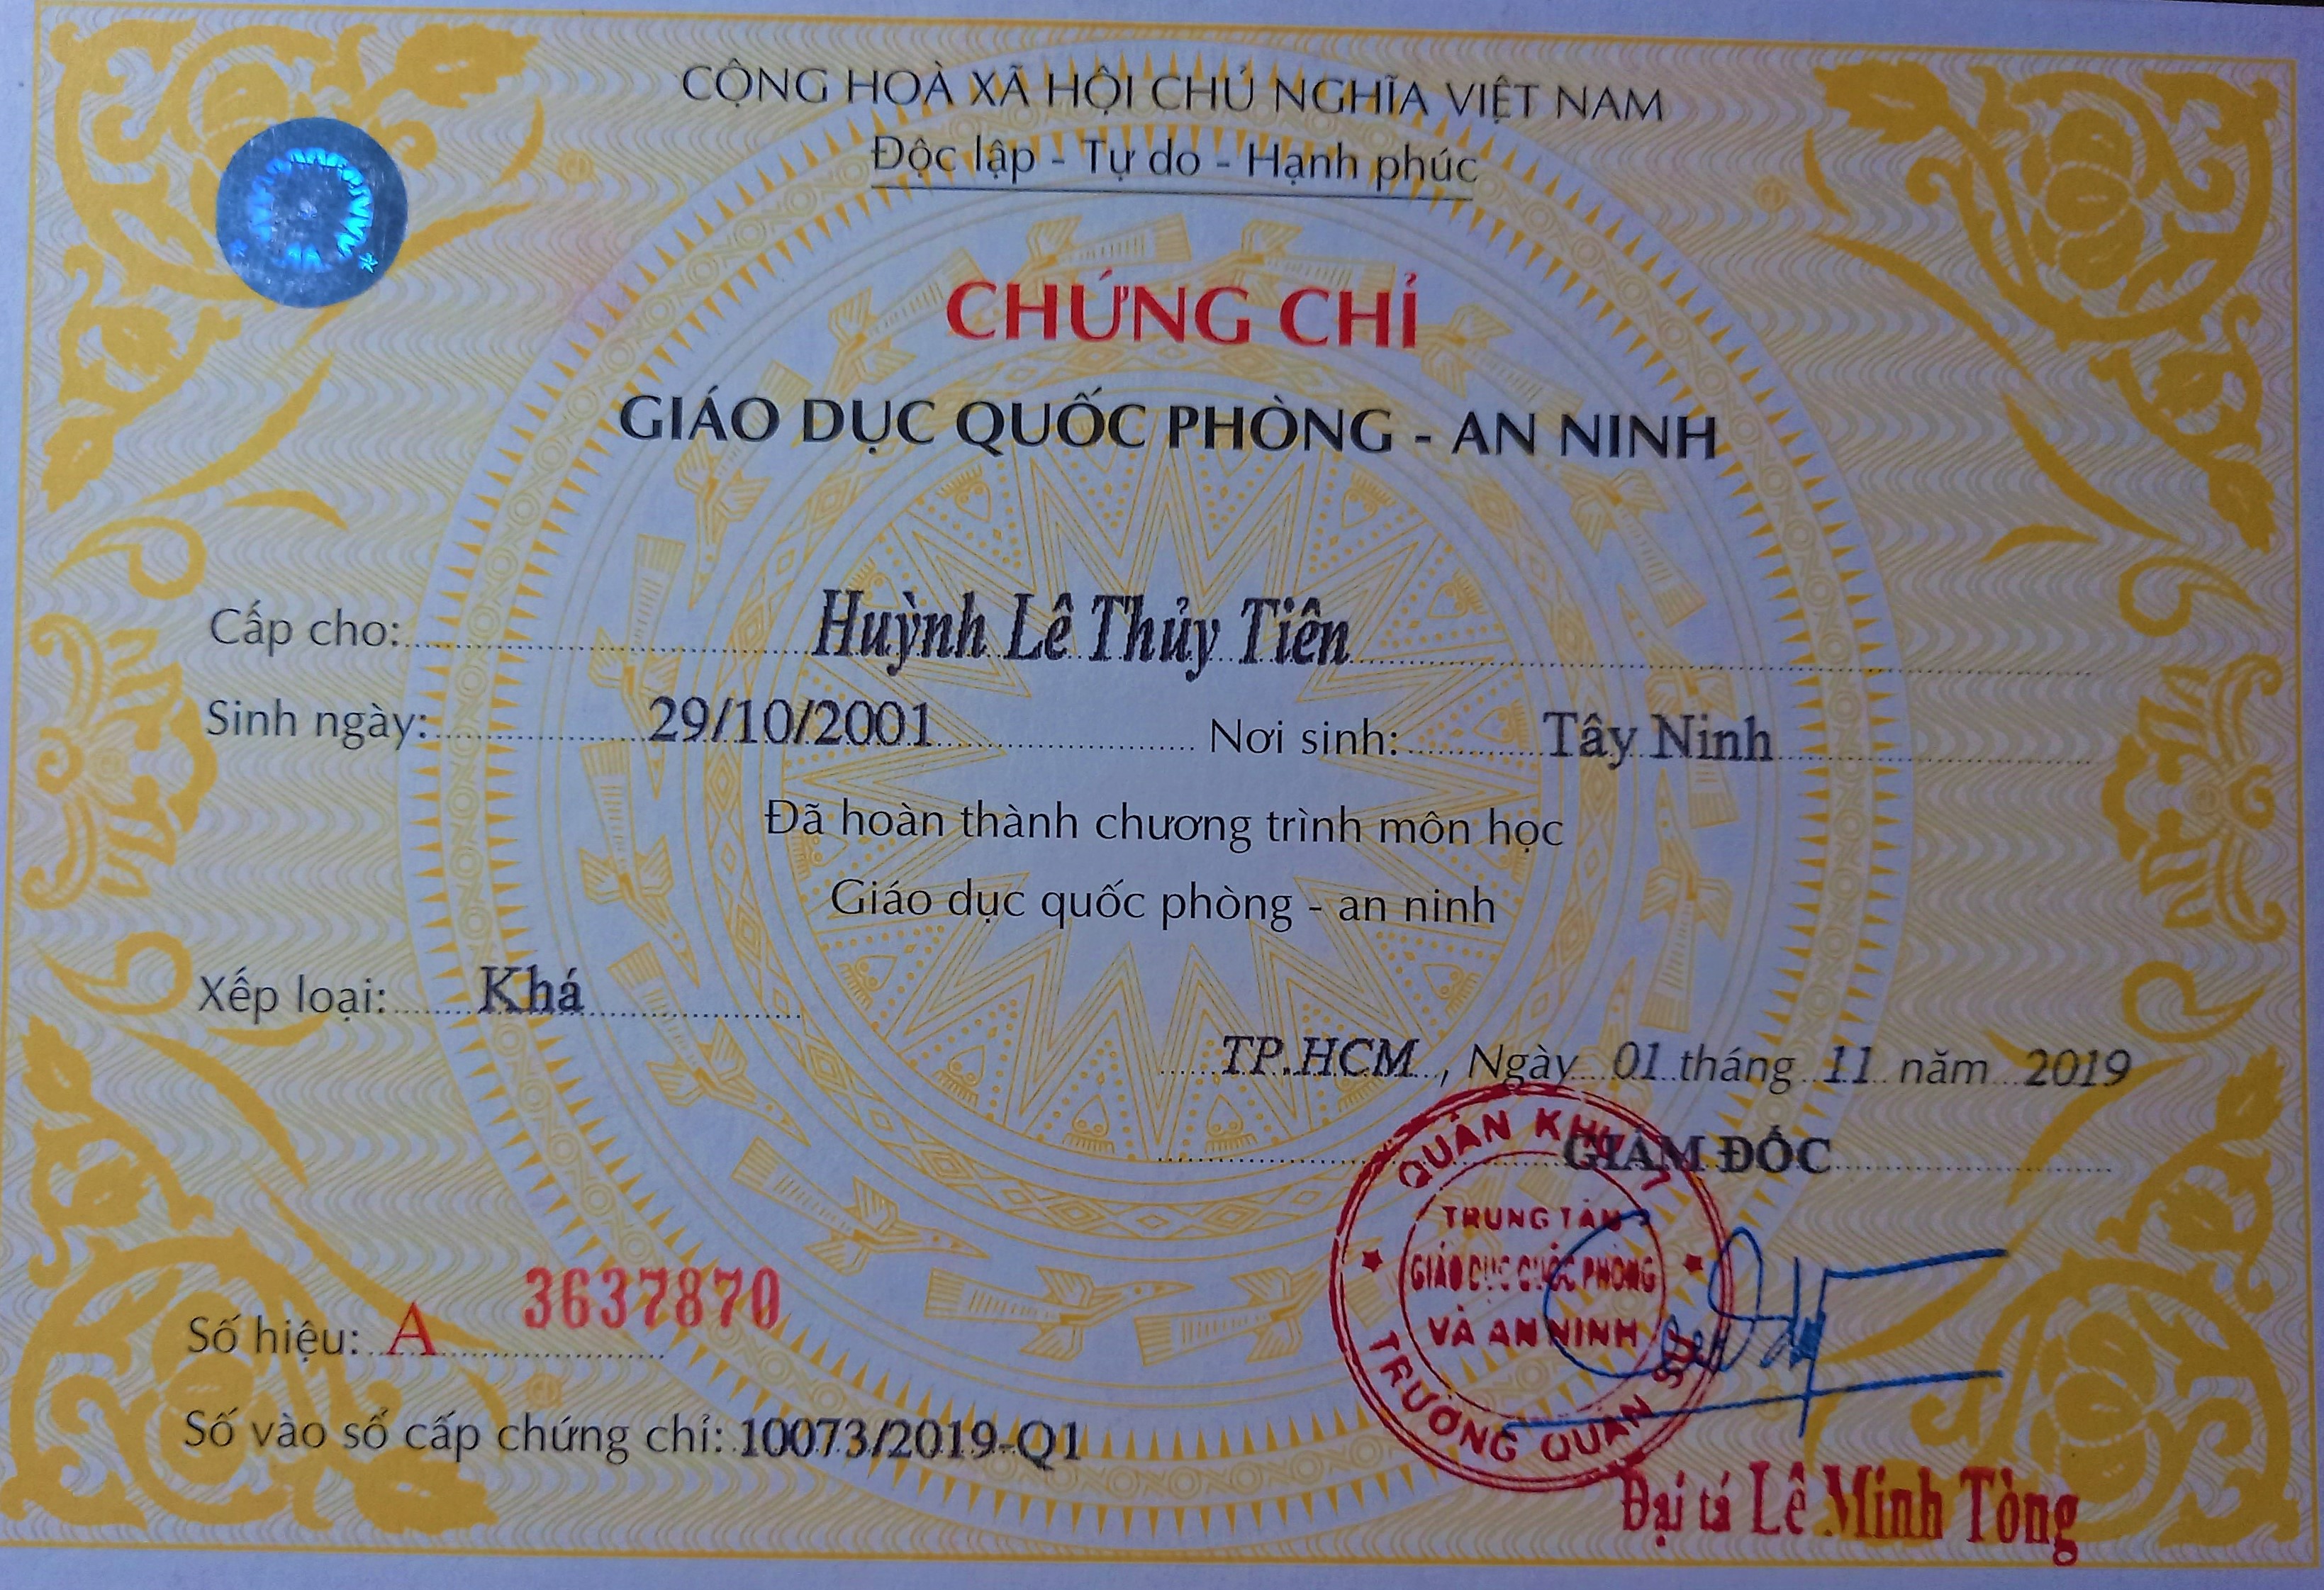 CỘNG HOÀ XÃ HỘI CHỦ NGHĨA VIỆT NAM
Độc lập - Tự do - Hạnh phúc
CHỨNG CHỈ
GIÁO DỤC QUỐC PHÒNG - AN NINH
Cấp cho: Huỳnh Lê Thủy Tiên
Sinh ngày: 29/10/2001 Nơi sinh: Tây Ninh
Đã hoàn thành chương trình môn học
Giáo dục quốc phòng - an ninh
Xếp loại: Khá
TP.HCM, Ngày 01 tháng 11 năm 2019
GIÁM ĐỐC
QUÂN KHU 7
TRUNG TÂM
GIÁO DỤC QUỐC PHÒNG
VÀ AN NINH
TRƯỜNG QUÂN SỰ
Số hiệu: A 3637870
Số vào sổ cấp chứng chỉ: 10073/2019-Q1
Đại tá Lê Minh Tòng